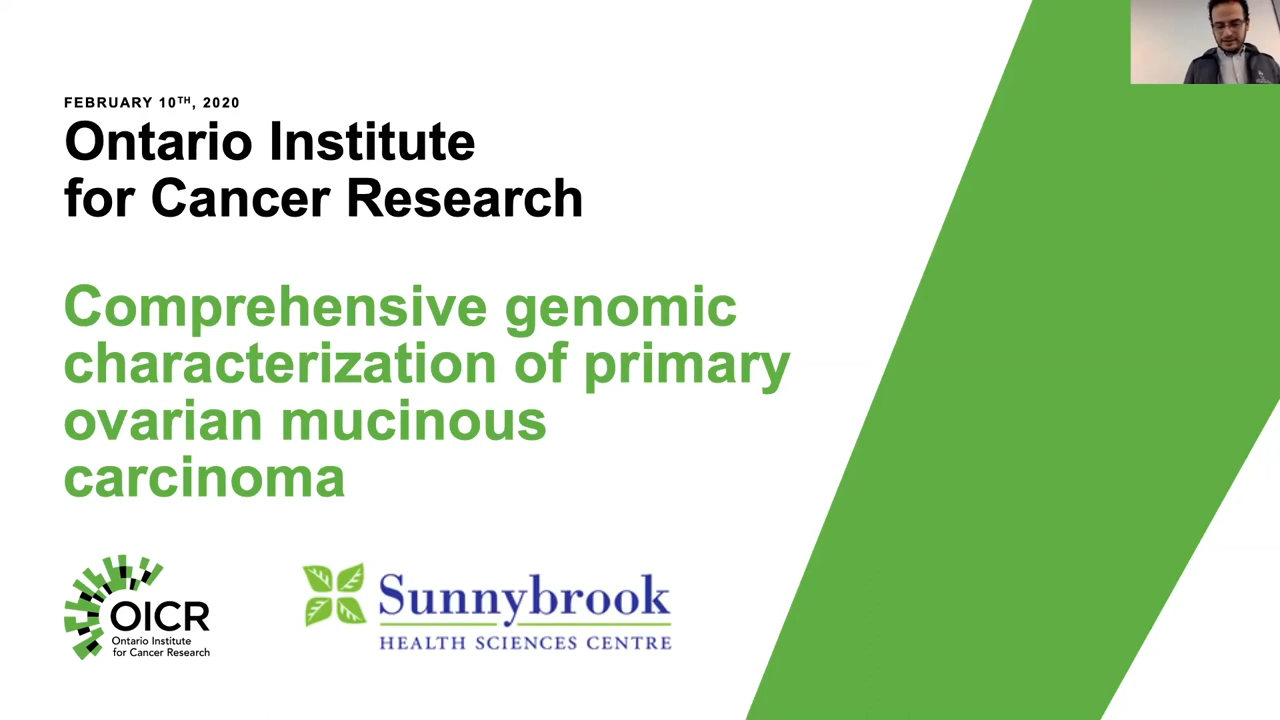 FEBRUARY 10TH, 2020
Ontario Institute
for Cancer Research
Comprehensive genomic
characterization of primary
ovarian mucinous
carcinoma
OICR
Ontario Institute
for Cancer Research
Sunnybrook
HEALTH SCIENCES CENTRE